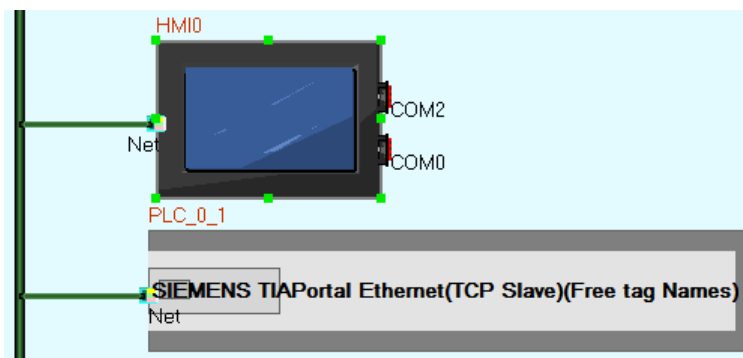 HMI0
COM2
Net
COM0
PLC_0_1
SIEMENS TIAPortal Ethernet(TCP Slave)(Free tag Names)
Net